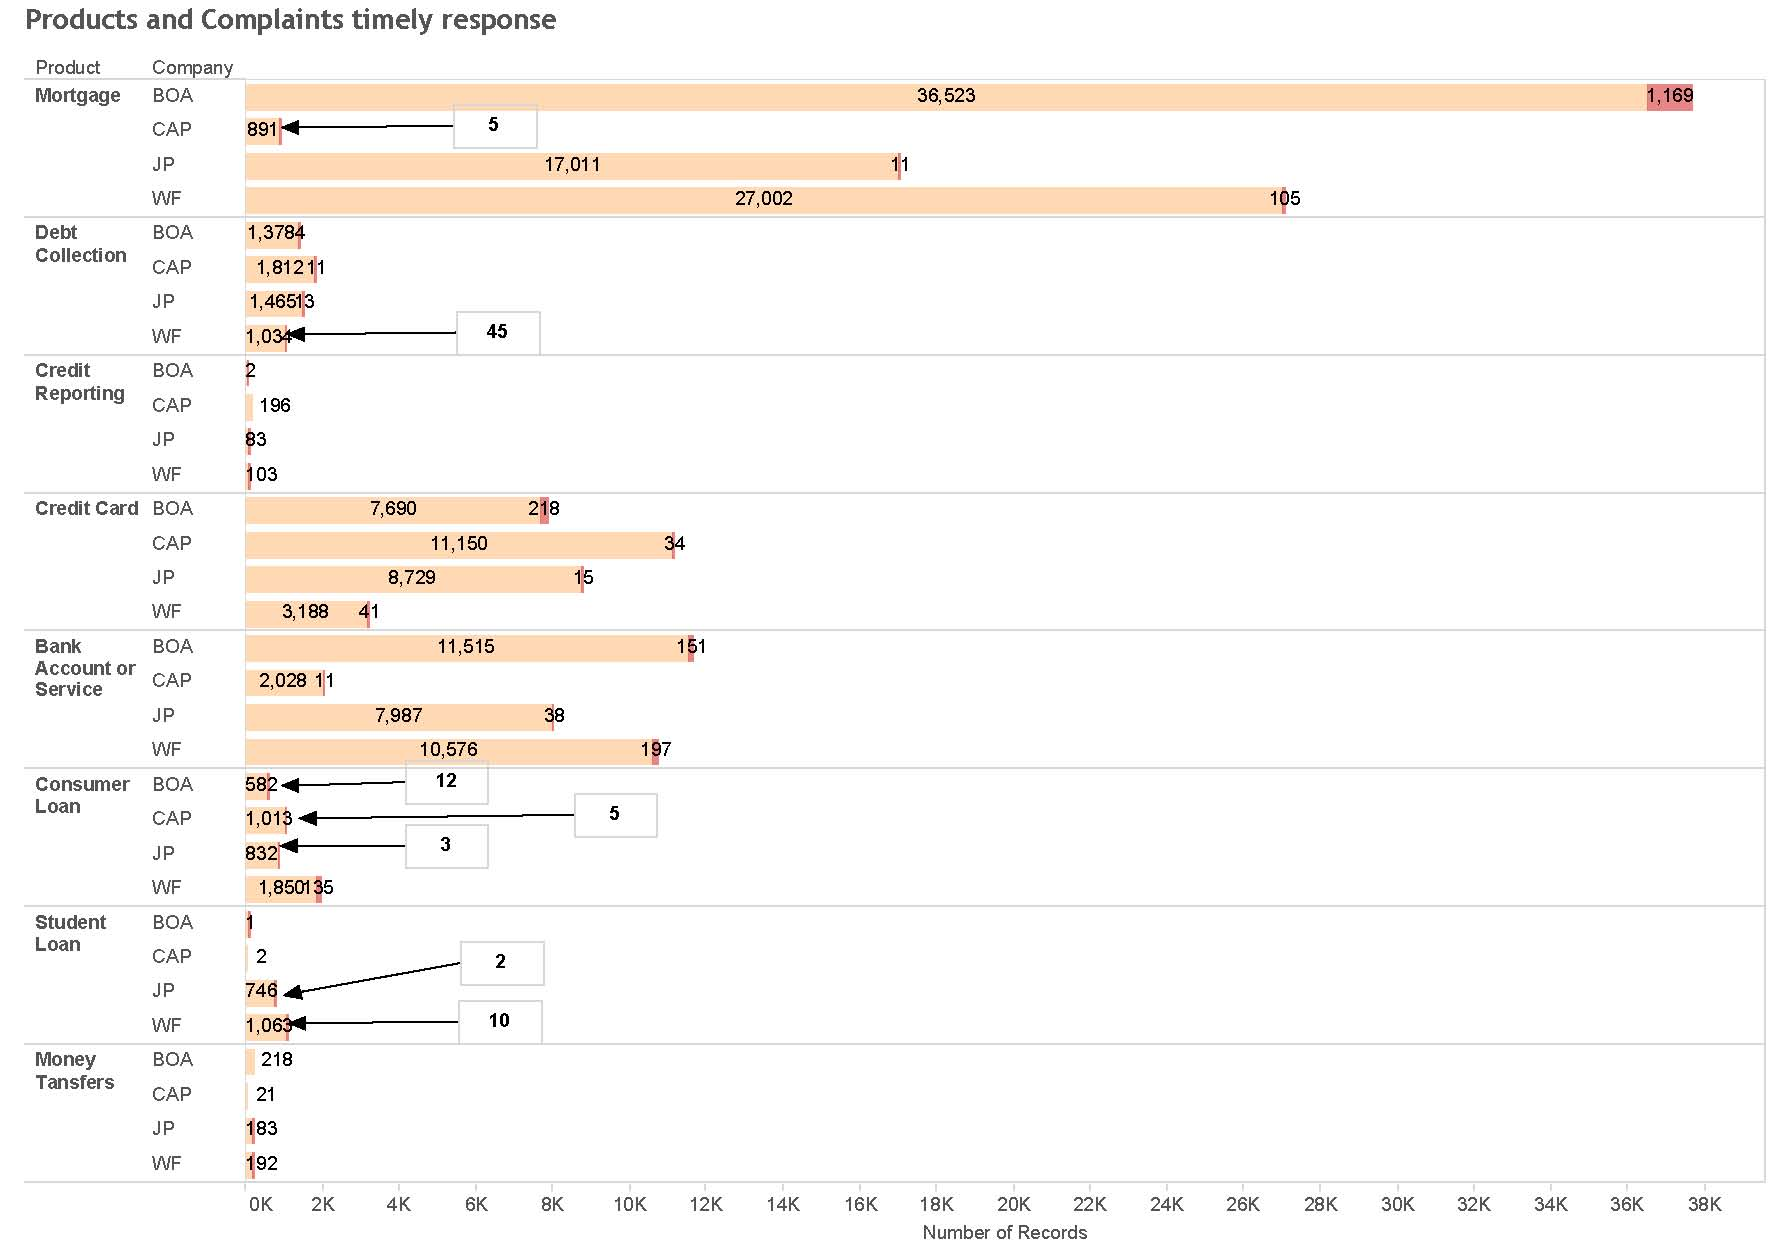 Products and Complaints timely response
Product Company
Mortgage BOA 36,523 1,169
CAP 891 5
JP 17,011 11
WF 27,002 105
Debt BOA 1,3784
Collection
CAP 1,812 11
JP 1,465 13
WF 1,034 45
Credit BOA 2
Reporting
CAP 196
JP 83
WF 103
Credit Card BOA 7,690 218
CAP 11,150 34
JP 8,729 15
WF 3,188 41
Bank BOA 11,515 151
Account or CAP 2,028 11
Service
JP 7,987 38
WF 10,576 197
Consumer BOA 582 12
Loan CAP 1,013 5
JP 832 3
WF 1,850 135
Student BOA 1
Loan CAP 2
JP 746 2
WF 1,063 10
Money BOA 218
Tansfers CAP 21
JP 183
WF 192
0K 2K 4K 6K 8K 10K 12K 14K 16K 18K 20K 22K 24K 26K 28K 30K 32K 34K 36K 38K
Number of Records